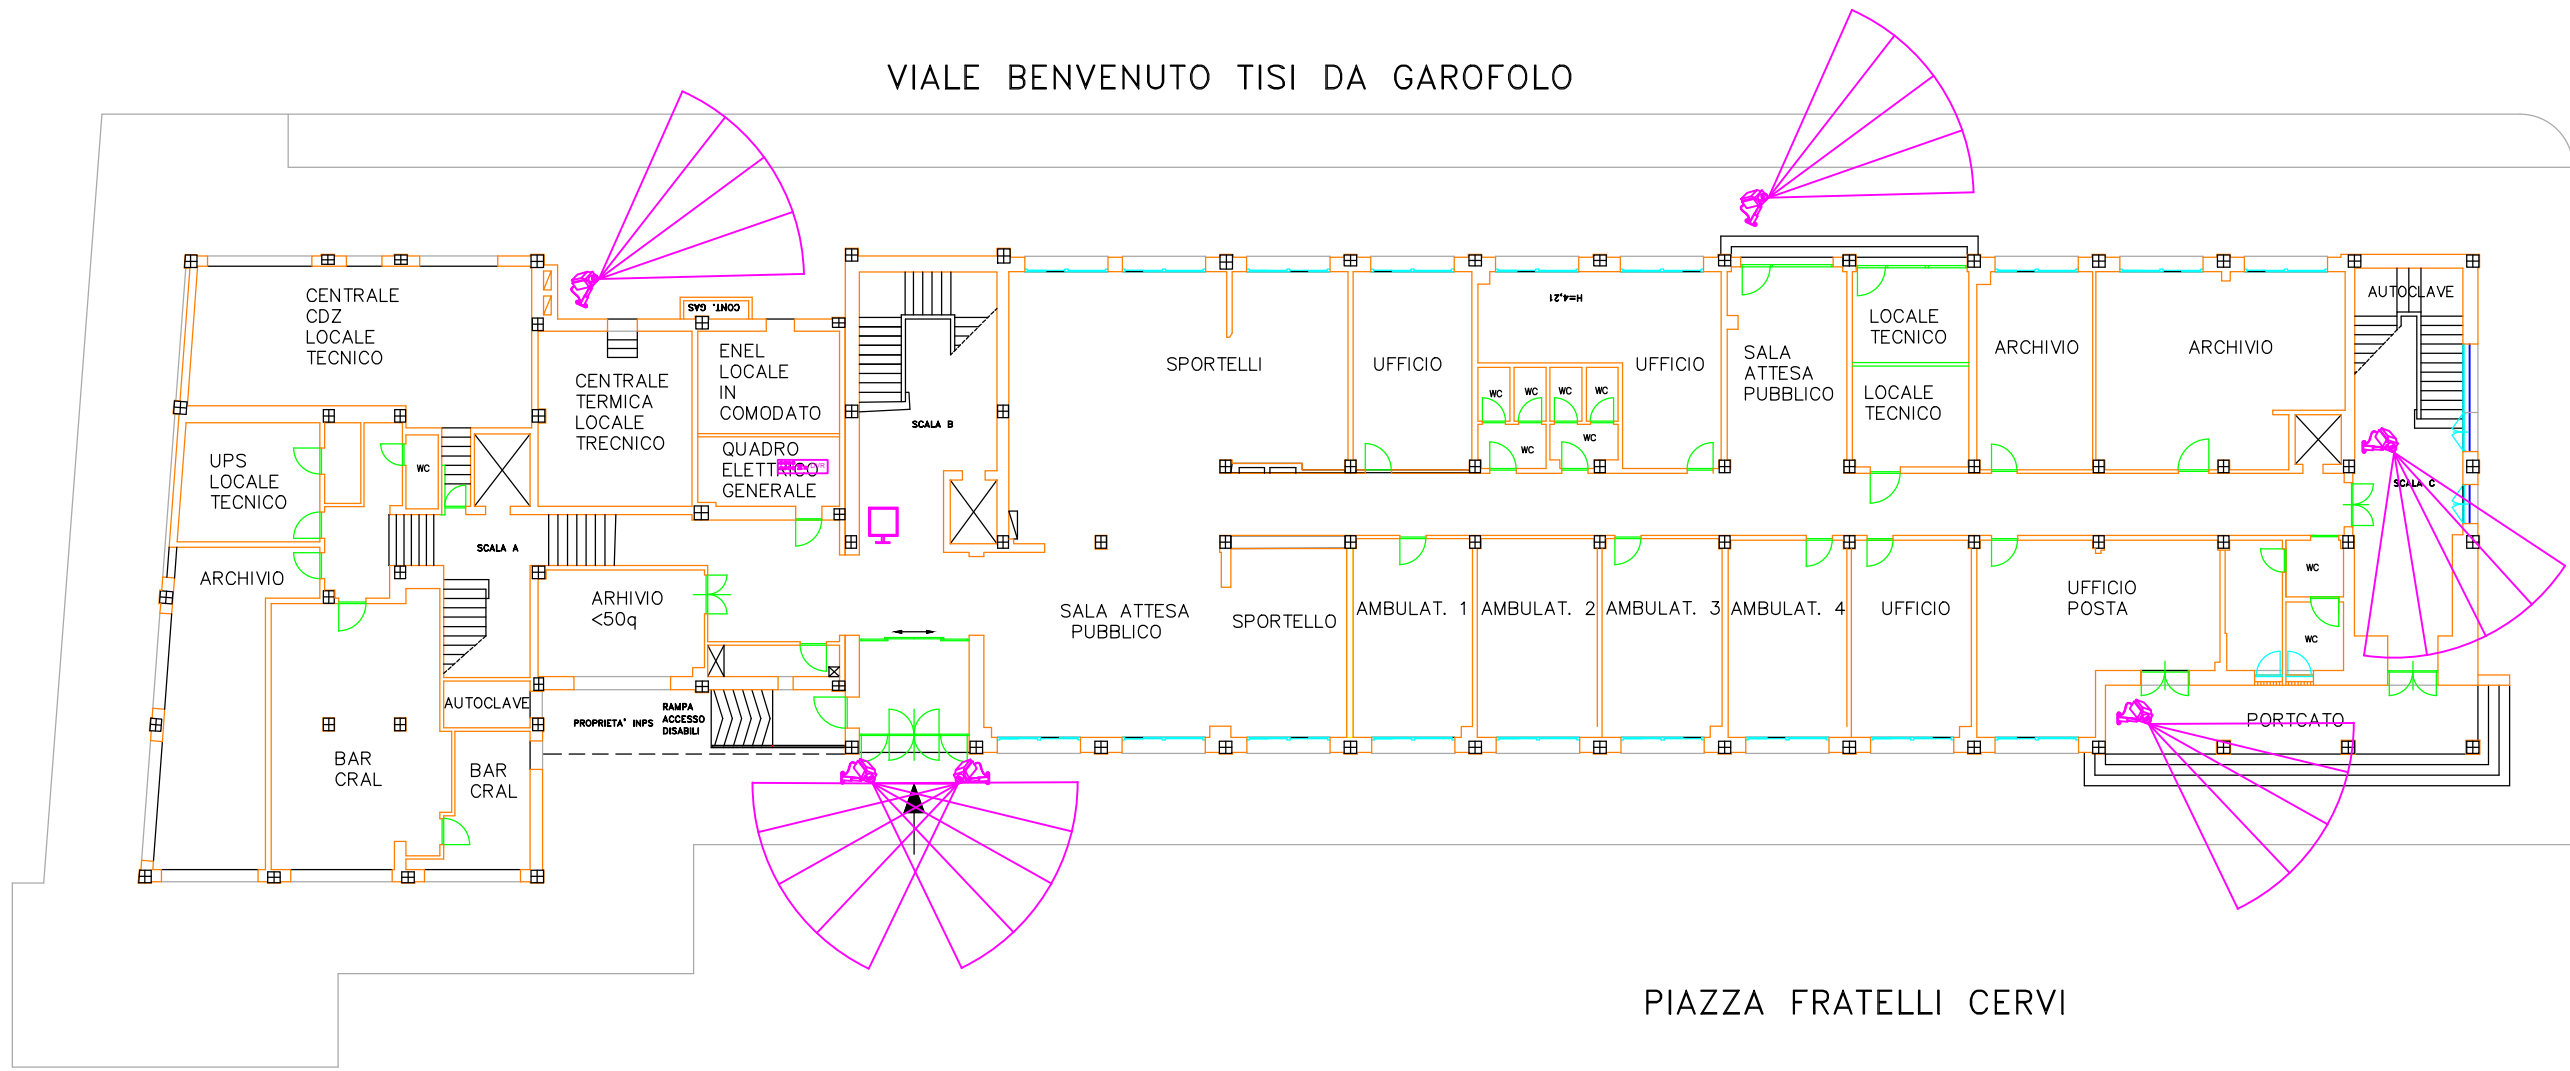 VIALE BENVENUTO TISI DA GAROFOLO
CENTRALE
CDZ
LOCALE
TECNICO
CONT. GAS
ENEL
LOCALE
IN
COMODATO
CENTRALE
TERMICA
LOCALE
TRECNICO
QUADRO
ELETTRICO
GENERALE
UPS
LOCALE
TECNICO
WC
SCALA A
SCALA B
ARCHIVIO
ARHIVIO
<50q
AUTOCLAVE
PROPRIETA' INPS
RAMPA
ACCESSO
DISABILI
BAR
CRAL
BAR
CRAL
SPORTELLI
UFFICIO
H=4,21
UFFICIO
WC
WC
WC
WC
WC
WC
SALA
ATTESA
PUBBLICO
LOCALE
TECNICO
LOCALE
TECNICO
ARCHIVIO
ARCHIVIO
AUTOCLAVE
SCALA C
SALA ATTESA
PUBBLICO
SPORTELLO
AMBULAT. 1
AMBULAT. 2
AMBULAT. 3
AMBULAT. 4
UFFICIO
UFFICIO
POSTA
WC
WC
PORTCATO
PIAZZA FRATELLI CERVI